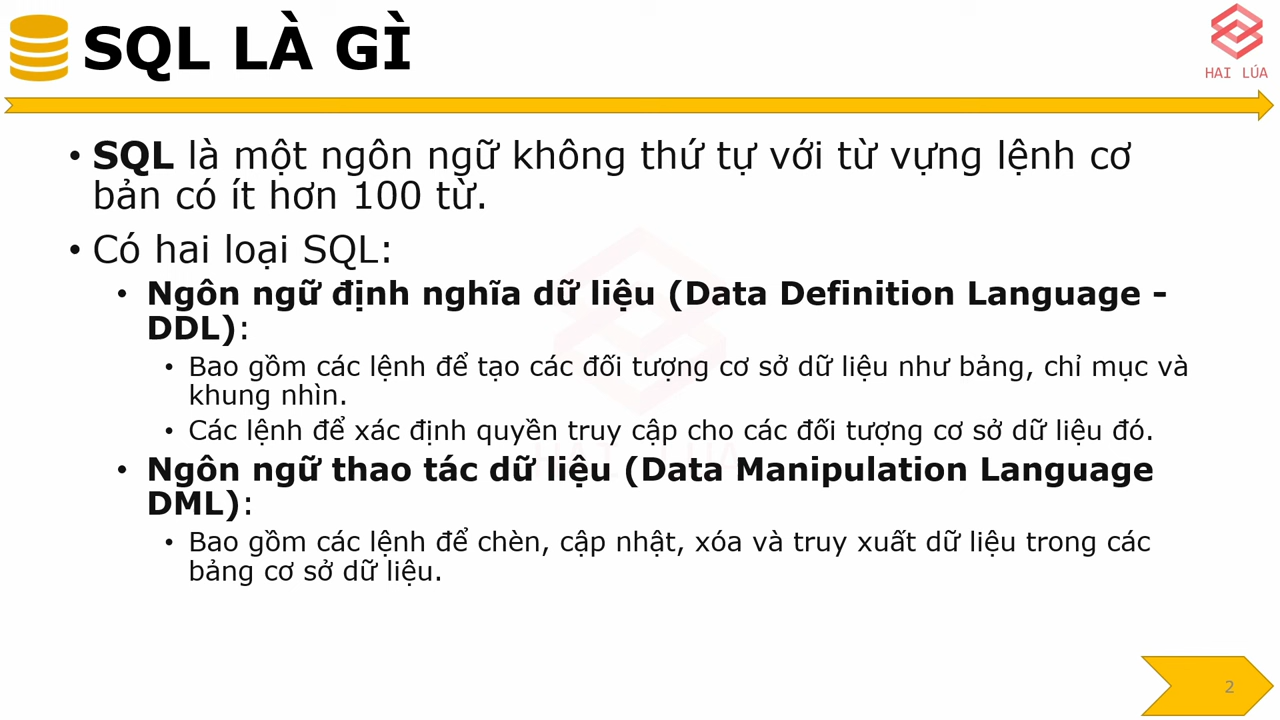 SQL LÀ GÌ
HAI LÚA
• SQL là một ngôn ngữ không thứ tự với từ vựng lệnh cơ
bản có ít hơn 100 từ.
• Có hai loại SQL:
• Ngôn ngữ định nghĩa dữ liệu (Data Definition Language -
DDL):
• Bao gồm các lệnh để tạo các đối tượng cơ sở dữ liệu như bảng, chỉ mục và
khung nhìn.
• Các lệnh để xác định quyền truy cập cho các đối tượng cơ sở dữ liệu đó.
• Ngôn ngữ thao tác dữ liệu (Data Manipulation Language
DML):
• Bao gồm các lệnh để chèn, cập nhật, xóa và truy xuất dữ liệu trong các
bảng cơ sở dữ liệu.
2